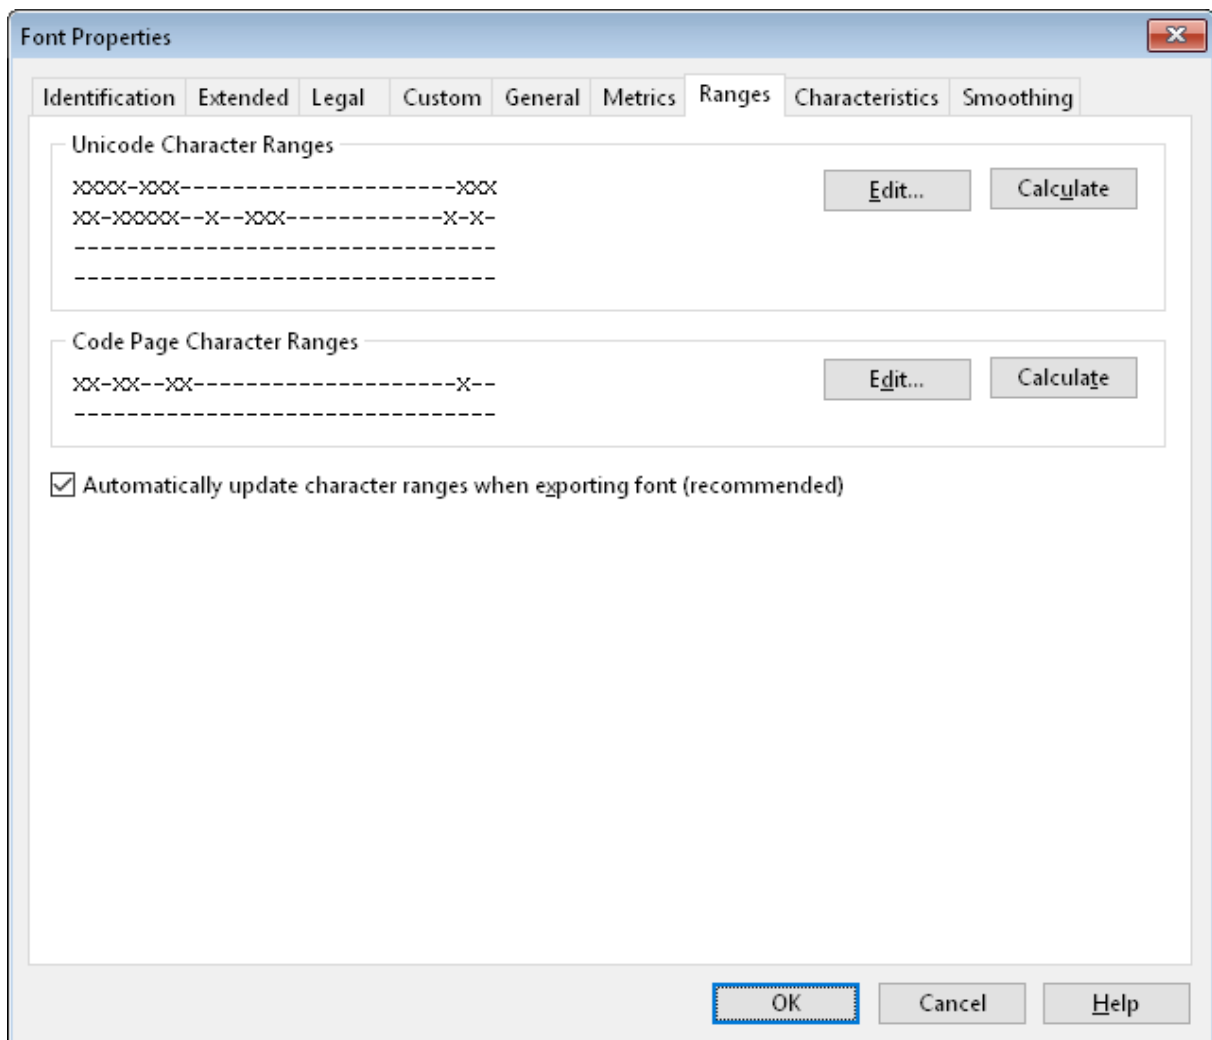 Font Properties
Identification Extended Legal Custom General Metrics Ranges Characteristics Smoothing
Unicode Character Ranges
xxxx-xxx---------------------xxx
Edit... Calculate
xx-xxxxx--x--xxx------------x-x-
--------------------------------
--------------------------------
Code Page Character Ranges
xx-xx--xx--------------------x--
Edit... Calculate
--------------------------------
Automatically update character ranges when exporting font (recommended)
OK Cancel Help